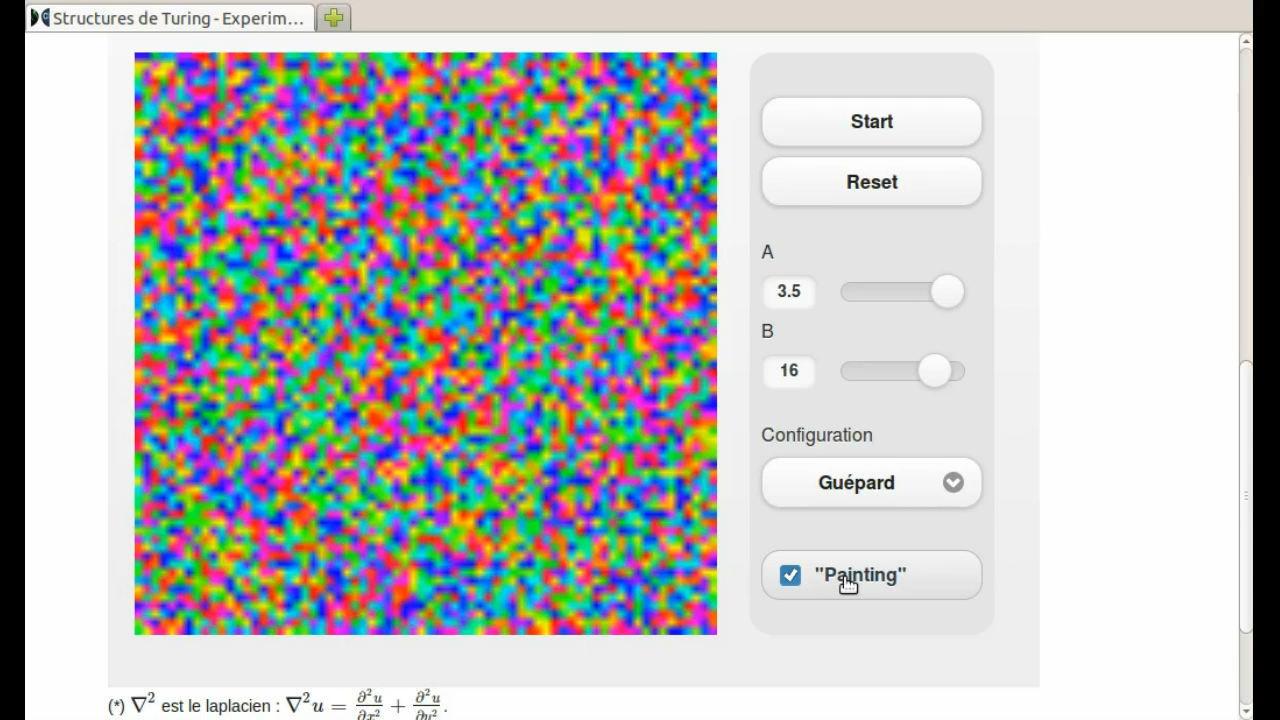 Structures de Turing - Experim...
Start
Reset
A
3.5
B
16
Configuration
Guépard
"Painting"
(*) ∇² est le laplacien : ∇²u = ∂²u/∂x² + ∂²u/∂y².